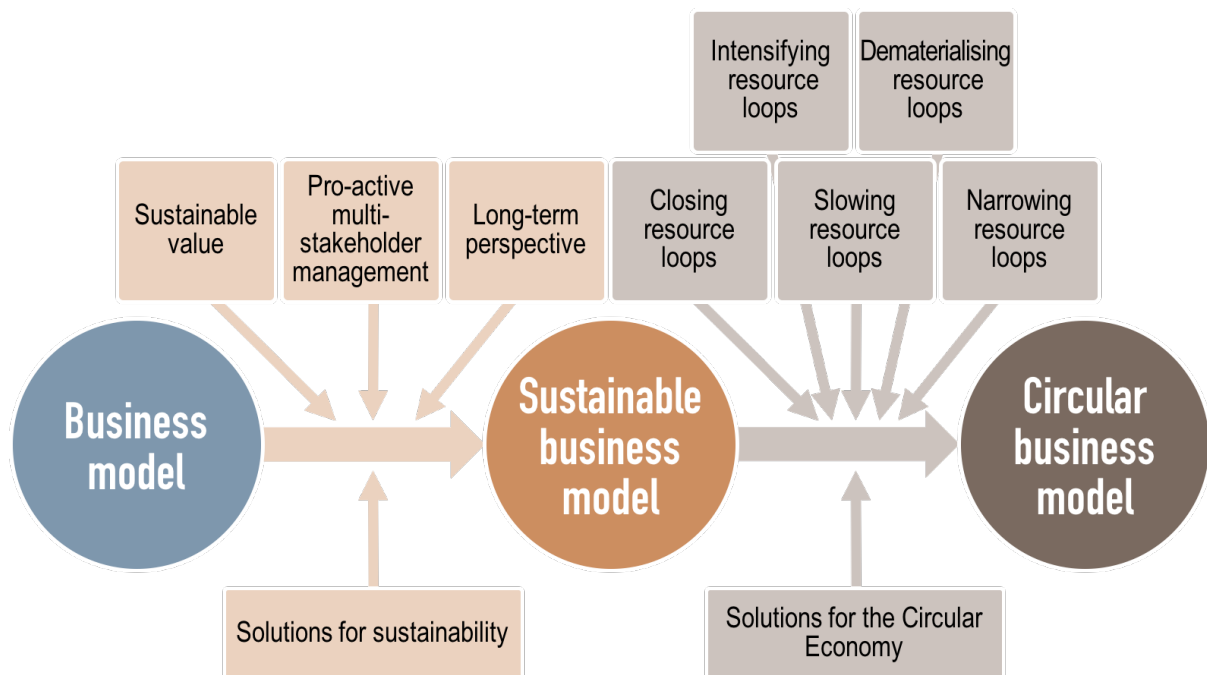 Intensifying
resource
loops
Dematerialising
resource
loops
Sustainable
value
Pro-active
multi-
stakeholder
management
Long-term
perspective
Closing
resource
loops
Slowing
resource
loops
Narrowing
resource
loops
Business
model
Sustainable
business
model
Circular
business
model
Solutions for sustainability
Solutions for the Circular
Economy